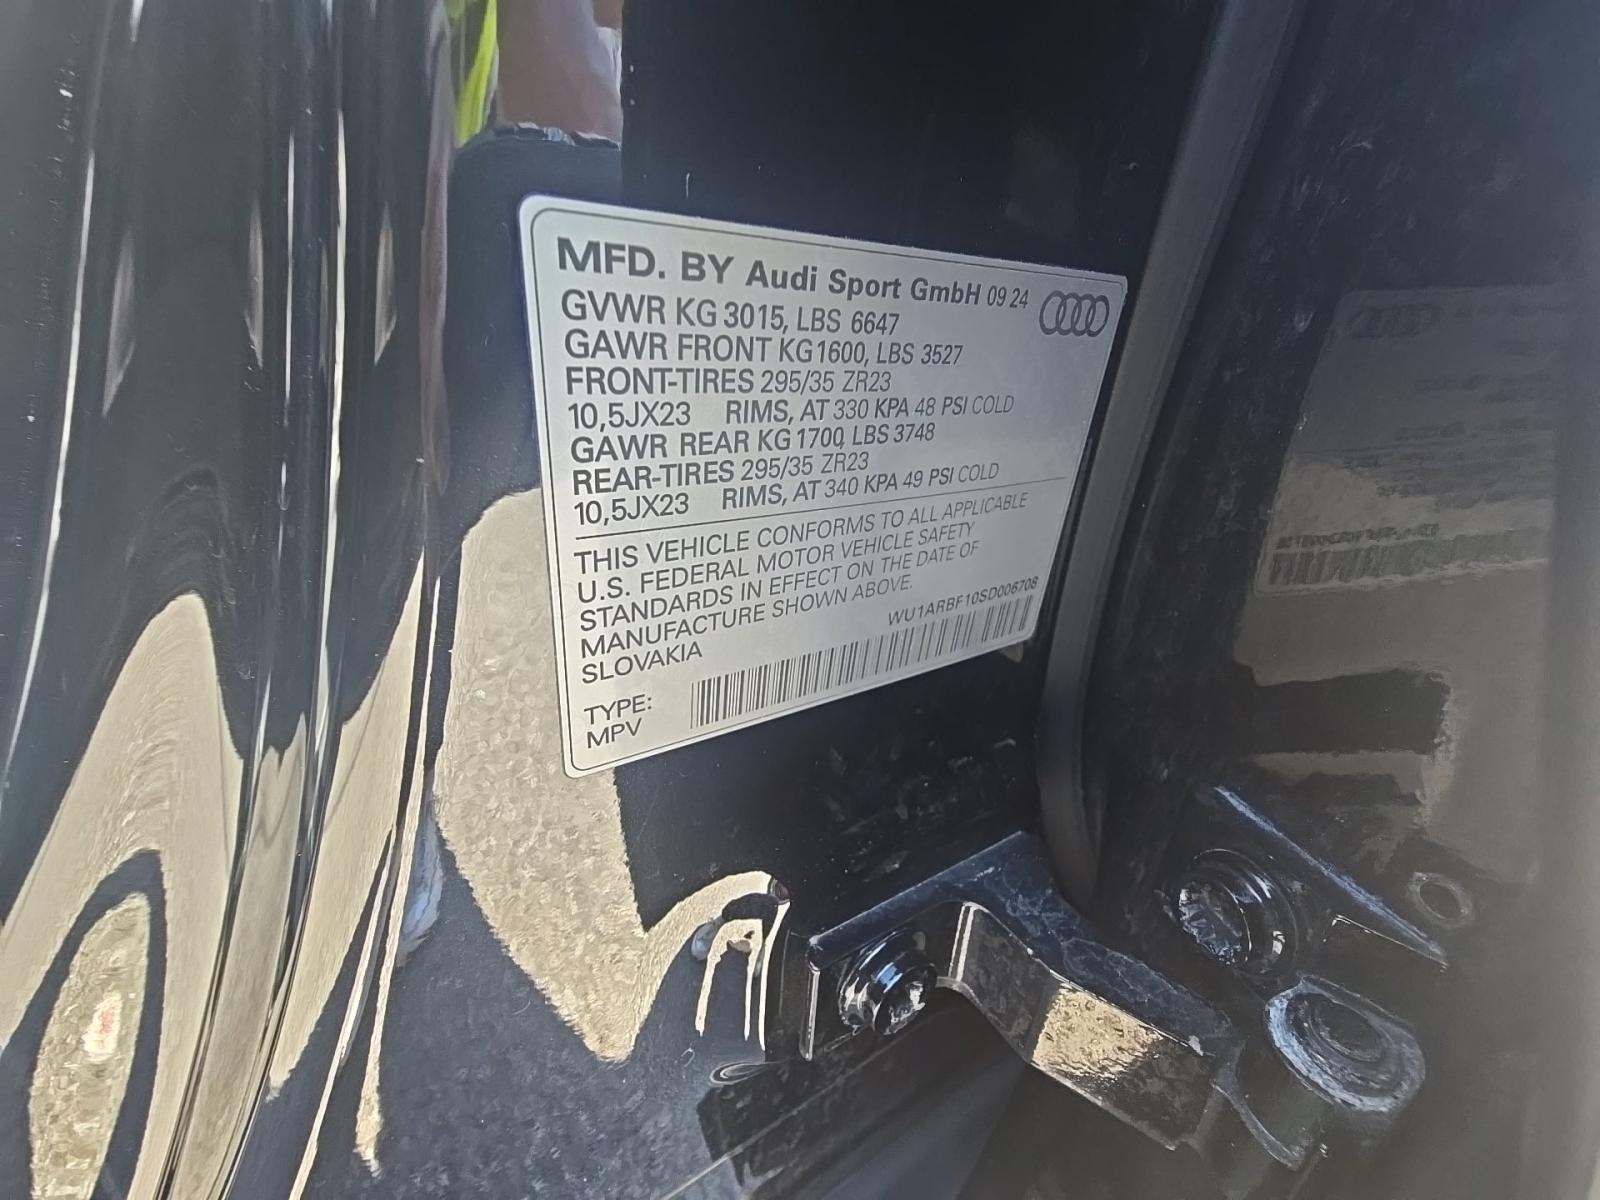 MFD. BY Audi Sport GmbH 09 24
GVWR KG 3015, LBS 6647
GAWR FRONT KG 1600, LBS 3527
FRONT-TIRES 295/35 ZR23
10,5JX23 RIMS, AT 330 KPA 48 PSI COLD
GAWR REAR KG 1700 LBS 3748
REAR-TIRES 295/35 ZR23
10,5JX23 RIMS, AT 340 KPA 49 PSI COLD
THIS VEHICLE CONFORMS TO ALL APPLICABLE
U.S. FEDERAL MOTOR VEHICLE SAFETY
STANDARDS IN EFFECT ON THE DATE OF
MANUFACTURE SHOWN ABOVE.
SLOVAKIA
WU1ARBF10SD006708
TYPE:
MPV